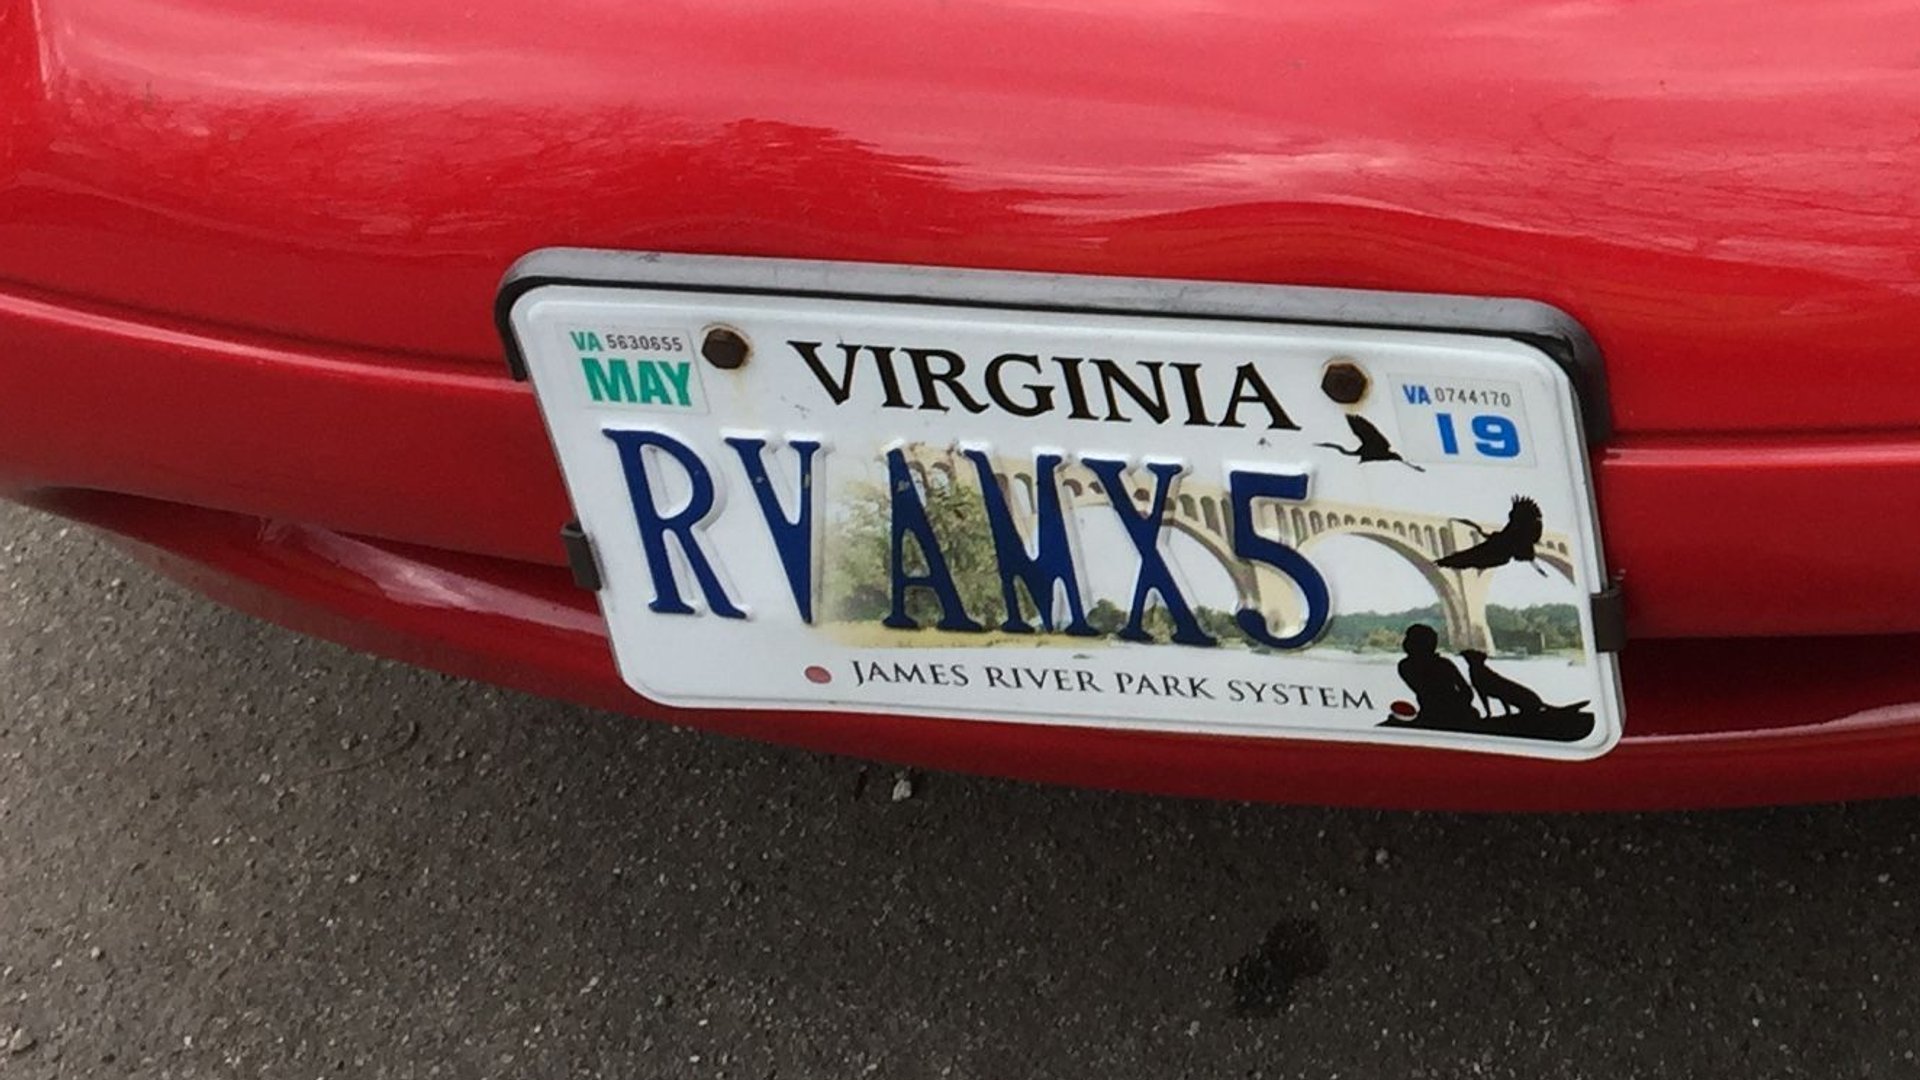 VA 5630655
MAY
VIRGINIA
VA 0744170
19
RVAMX5
JAMES RIVER PARK SYSTEM